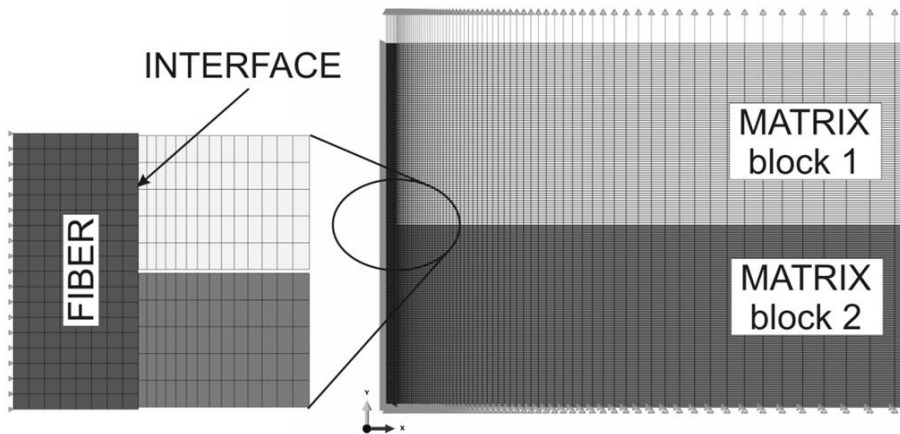 INTERFACE
FIBER
MATRIX
block 1
MATRIX
block 2
Y
X